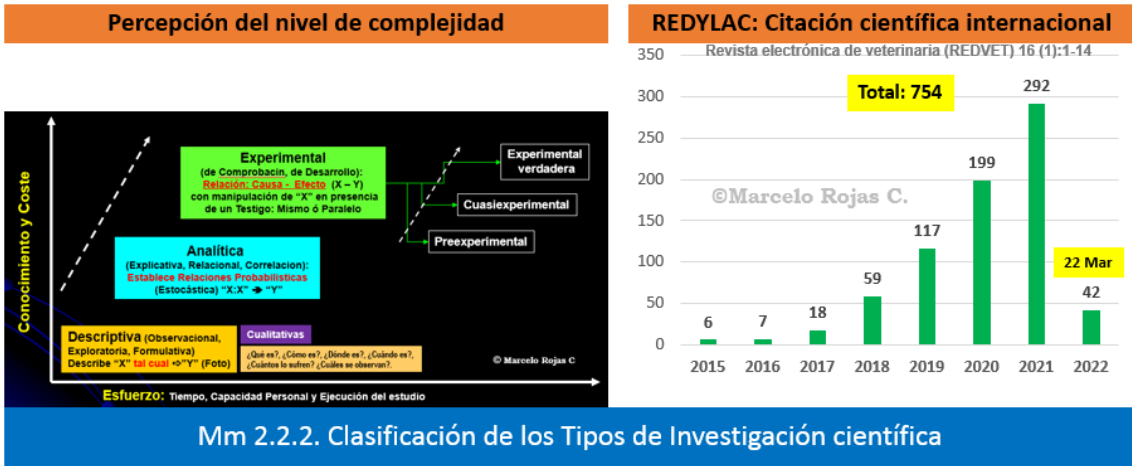 Percepción del nivel de complejidad
Conocimiento y Coste
Experimental
(de Comprobacin, de Desarrollo):
Relación: Causa - Efecto (X – Y)
con manipulación de “X” en presencia
de un Testigo: Mismo ó Paralelo
Experimental
verdadera
Cuasiexperimental
Preexperimental
Analítica
(Explicativa, Relacional, Correlacion):
Establece Relaciones Probabilísticas
(Estocástica) “X:X” ➔ “Y”
Descriptiva (Observacional,
Exploratoria, Formulativa)
Describe “X” tal cual ➪“Y” (Foto)
Cualitativas
¿Qué es?, ¿Cómo es?, ¿Dónde es?, ¿Cuándo es?,
¿Cuántos lo sufren? ¿Cuáles se observan?.
© Marcelo Rojas C
Esfuerzo: Tiempo, Capacidad Personal y Ejecución del estudio
REDYLAC: Citación científica internacional
Revista electrónica de veterinaria (REDVET) 16 (1):1-14
Total: 754
©Marcelo Rojas C.
350
300
250
200
150
100
50
0
6
7
18
59
117
199
292
22 Mar
42
2015 2016 2017 2018 2019 2020 2021 2022
Mm 2.2.2. Clasificación de los Tipos de Investigación científica